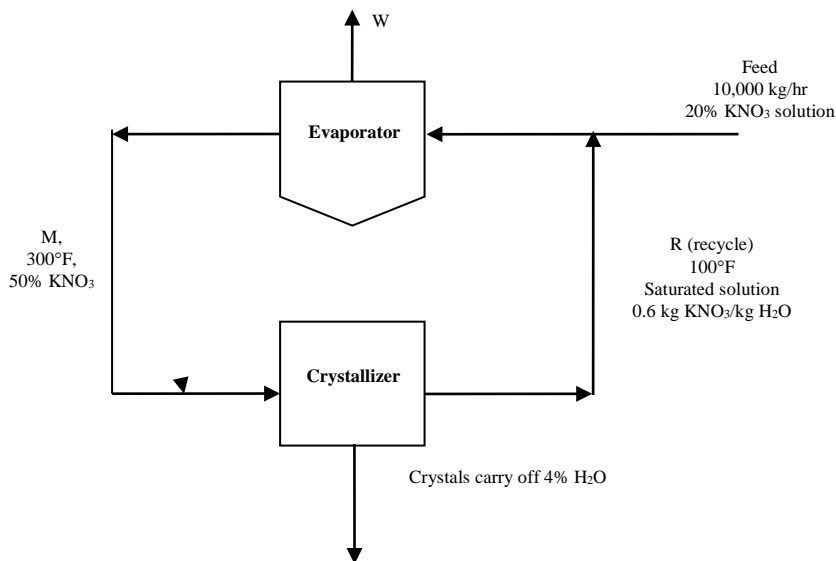 W
Feed
10,000 kg/hr
20% KNO₃ solution
Evaporator
M,
300°F,
50% KNO₃
R (recycle)
100°F
Saturated solution
0.6 kg KNO₃/kg H₂O
Crystallizer
Crystals carry off 4% H₂O